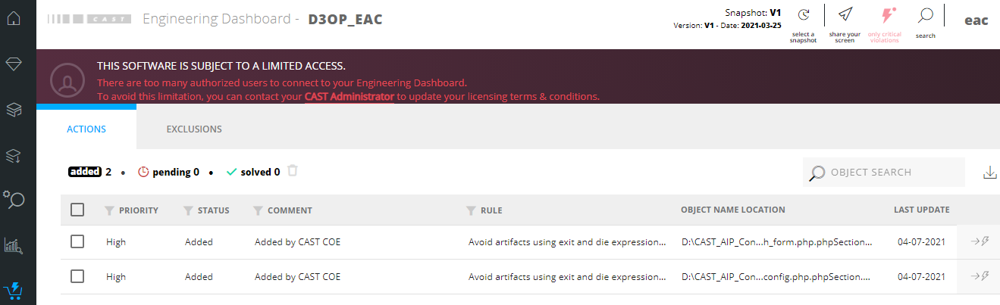 CAST Engineering Dashboard - D3OP_EAC
Snapshot: V1
Version: V1 - Date: 2021-03-25
select a snapshot
share your screen
only critical violations
search
eac
THIS SOFTWARE IS SUBJECT TO A LIMITED ACCESS.
There are too many authorized users to connect to your Engineering Dashboard.
To avoid this limitation, you can contact your CAST Administrator to update your licensing terms & conditions.
ACTIONS EXCLUSIONS
added 2 • pending 0 • solved 0
OBJECT SEARCH
PRIORITY STATUS COMMENT RULE OBJECT NAME LOCATION LAST UPDATE
High Added Added by CAST COE Avoid artifacts using exit and die expression... D:\CAST_AIP_Con...h_form.php.phpSection... 04-07-2021
High Added Added by CAST COE Avoid artifacts using exit and die expression... D:\CAST_AIP_Con...config.php.phpSection.... 04-07-2021